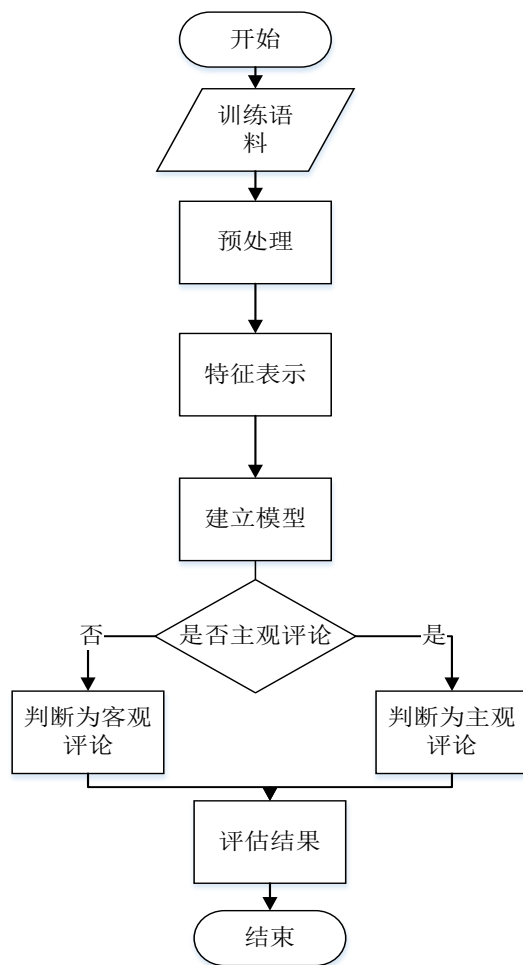 开始
训练语
料
预处理
特征表示
建立模型
否
是否主观评论
是
判断为客观
评论
判断为主观
评论
评估结果
结束